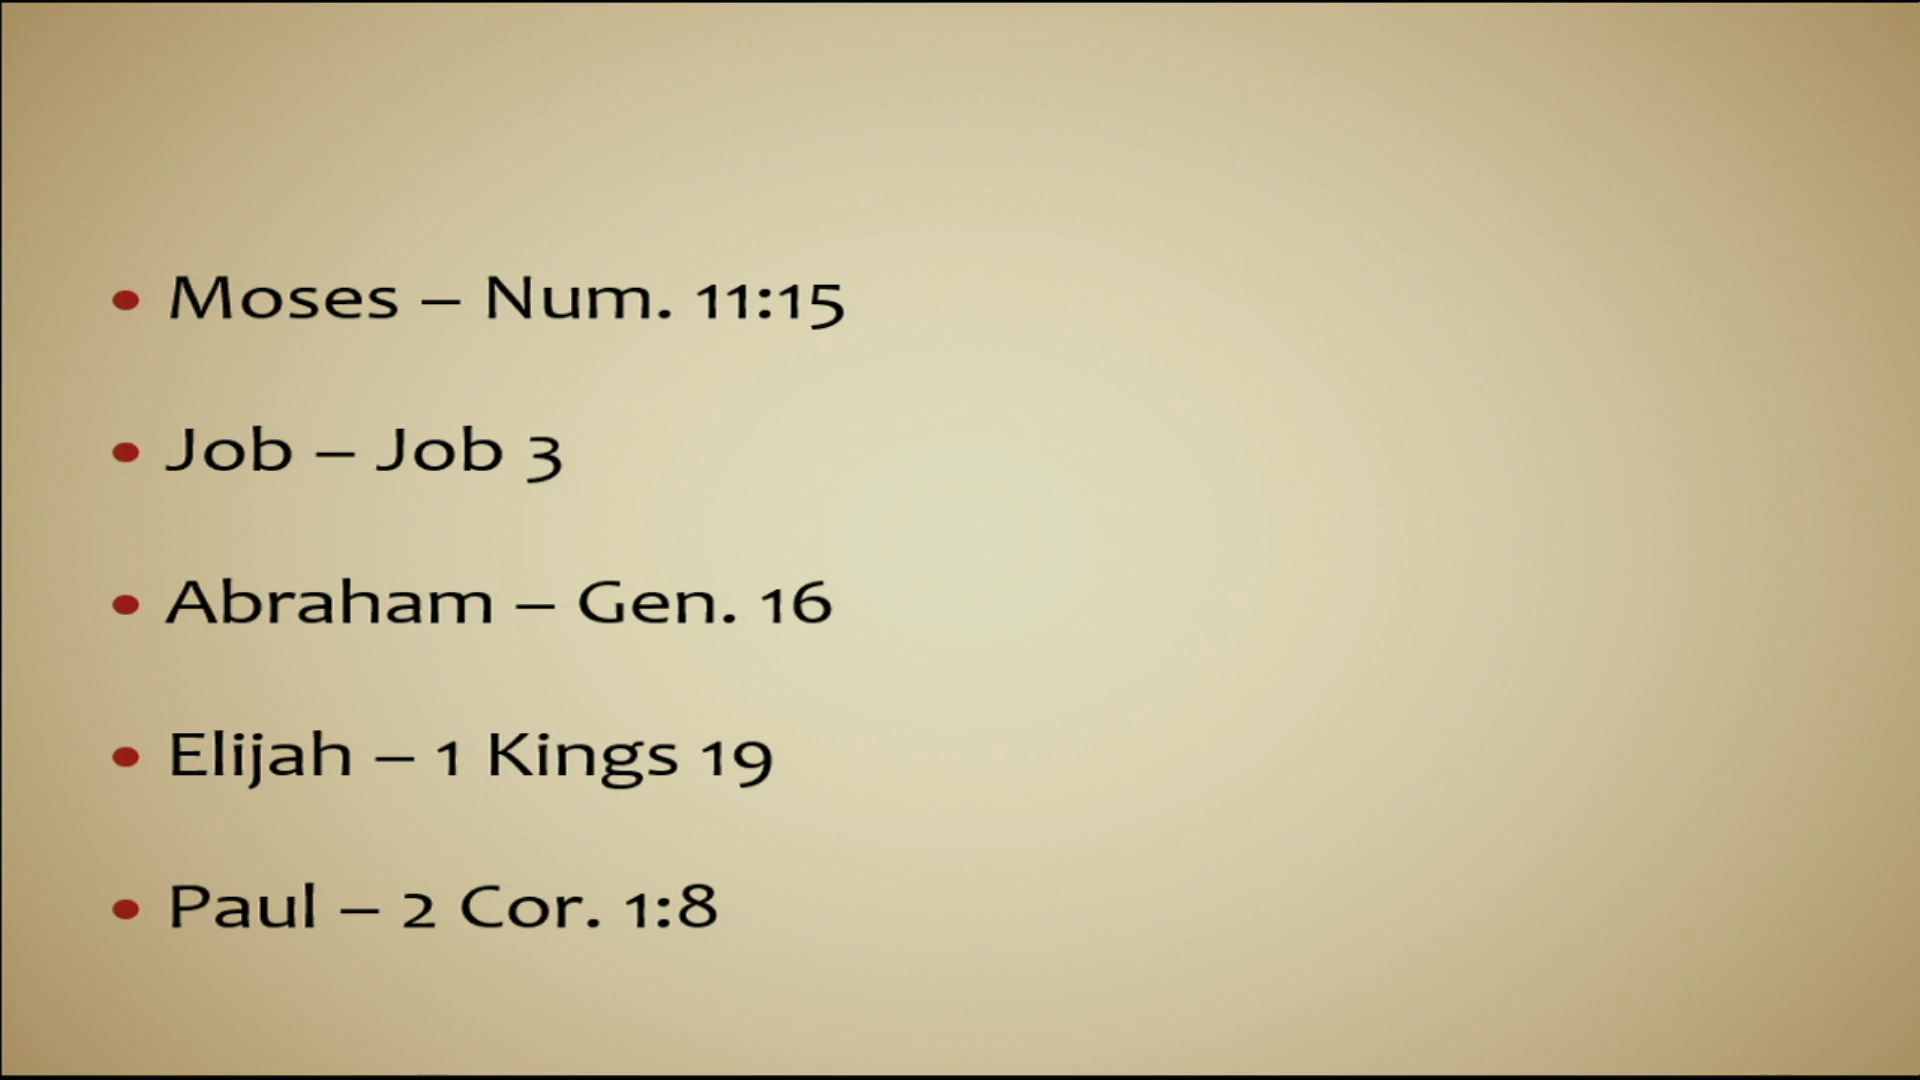 • Moses – Num. 11:15
• Job – Job 3
• Abraham – Gen. 16
• Elijah – 1 Kings 19
• Paul – 2 Cor. 1:8